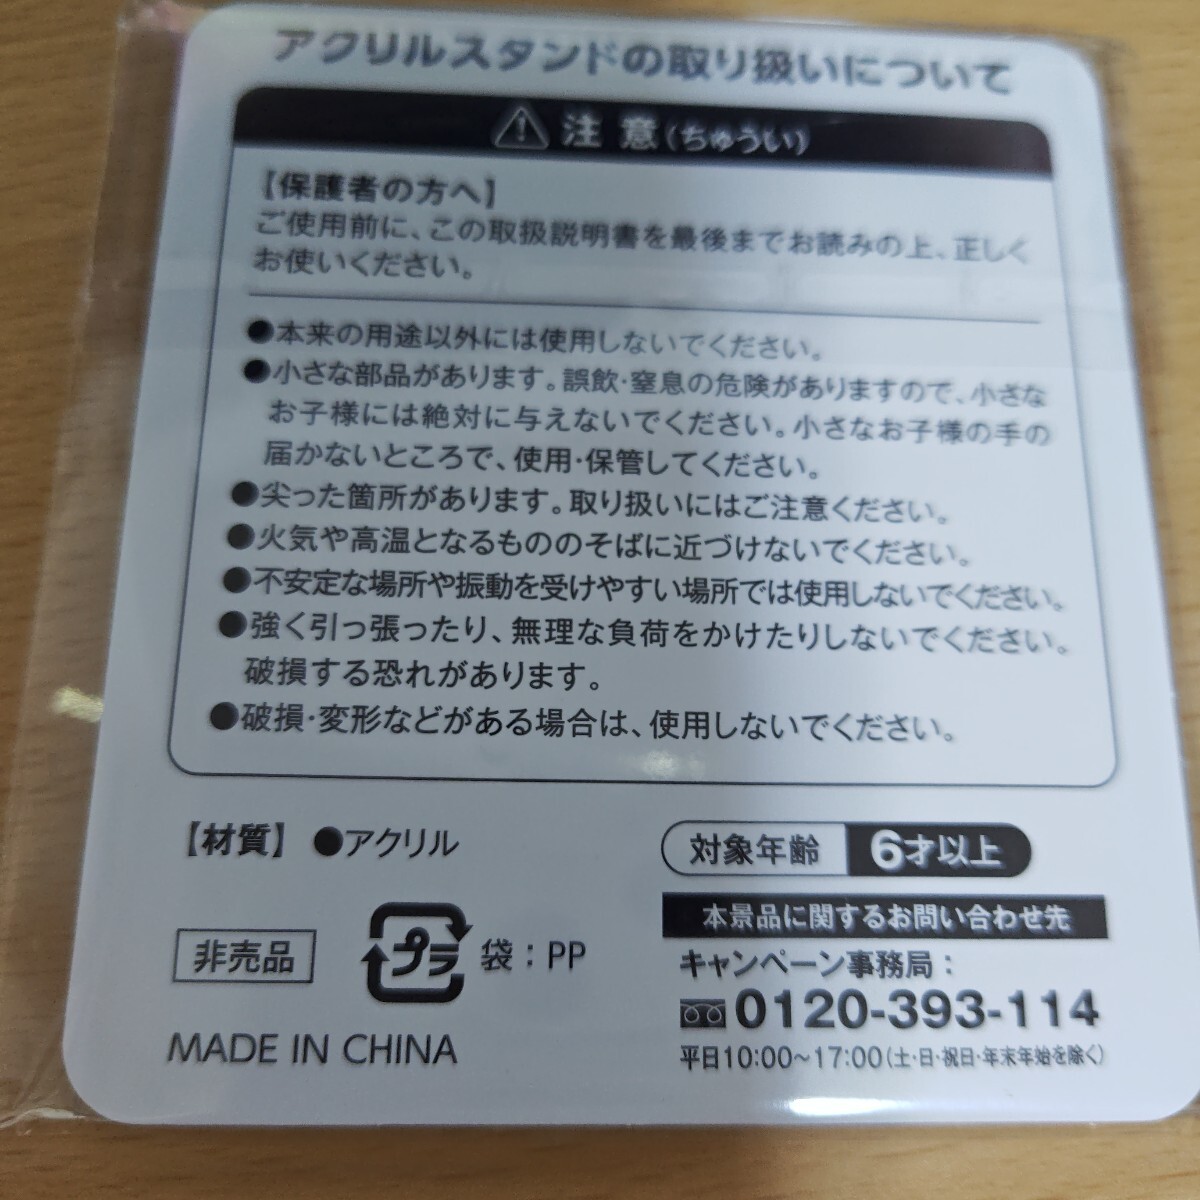 アクリルスタンドの取り扱いについて
注意(ちゅうい)
【保護者の方へ】
ご使用前に、この取扱説明書を最後までお読みの上、正しく
お使いください。
●本来の用途以外には使用しないでください。
●小さな部品があります。誤飲・窒息の危険がありますので、小さな
お子様には絶対に与えないでください。小さなお子様の手の
届かないところで、使用・保管してください。
●尖った箇所があります。取り扱いにはご注意ください。
●火気や高温となるもののそばに近づけないでください。
●不安定な場所や振動を受けやすい場所では使用しないでください。
●強く引っ張ったり、無理な負荷をかけたりしないでください。
破損する恐れがあります。
●破損・変形などがある場合は、使用しないでください。
【材質】 ●アクリル
対象年齢 6才以上
非売品
プラ 袋：PP
MADE IN CHINA
本景品に関するお問い合わせ先
キャンペーン事務局：
0120-393-114
平日10:00～17:00(土・日・祝日・年末年始を除く)